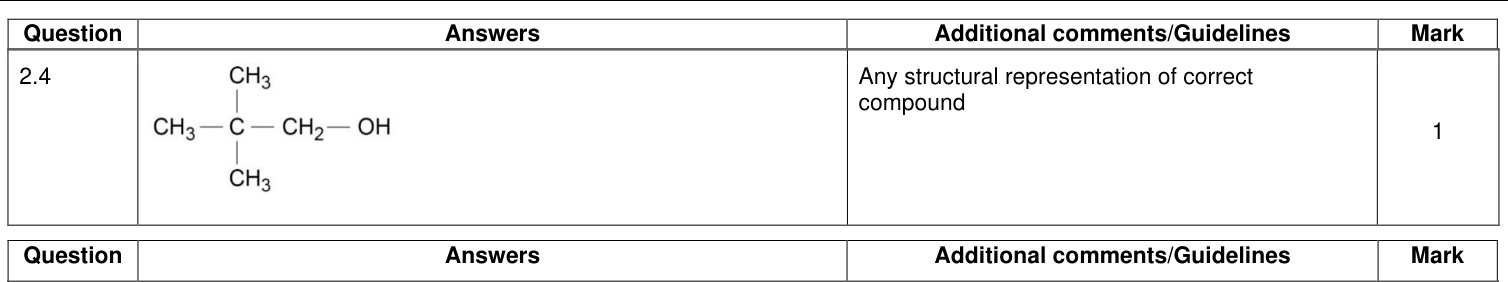 Question Answers Additional comments/Guidelines Mark
2.4
CH3
CH3 — C — CH2 — OH
CH3
Any structural representation of correct
compound
1
Question Answers Additional comments/Guidelines Mark